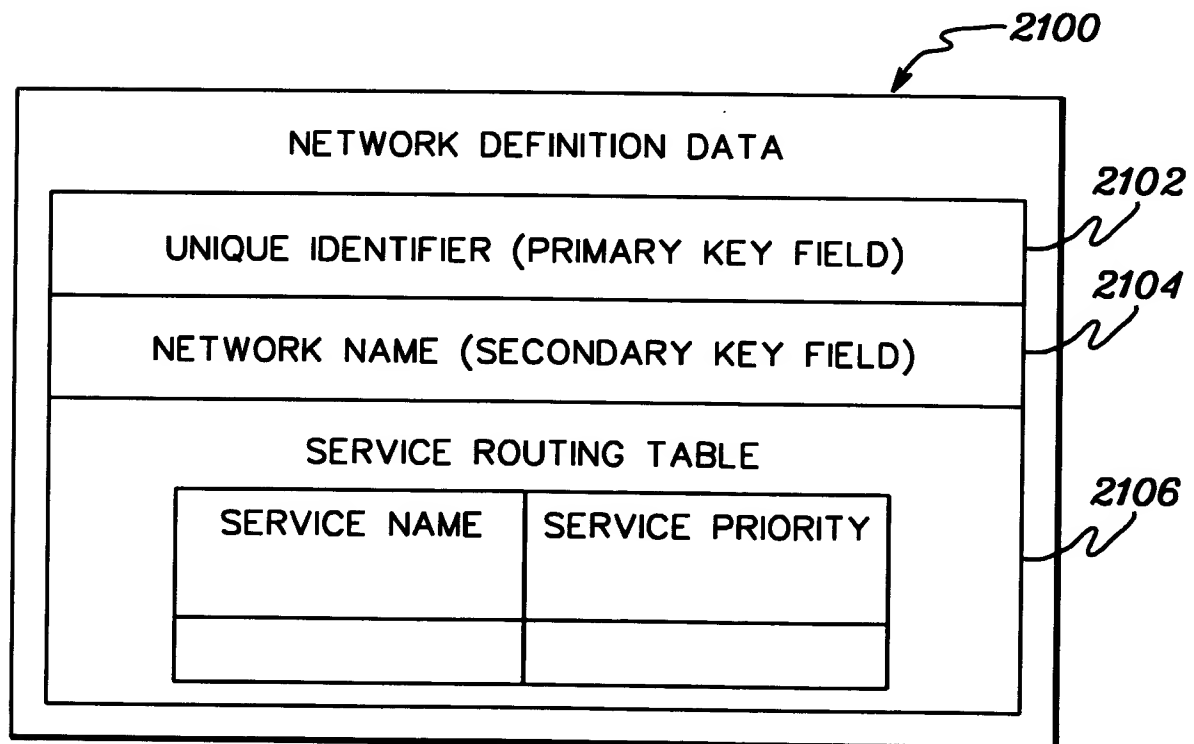 2100
NETWORK DEFINITION DATA
2102
UNIQUE IDENTIFIER (PRIMARY KEY FIELD)
2104
NETWORK NAME (SECONDARY KEY FIELD)
SERVICE ROUTING TABLE
2106
SERVICE NAME
SERVICE PRIORITY